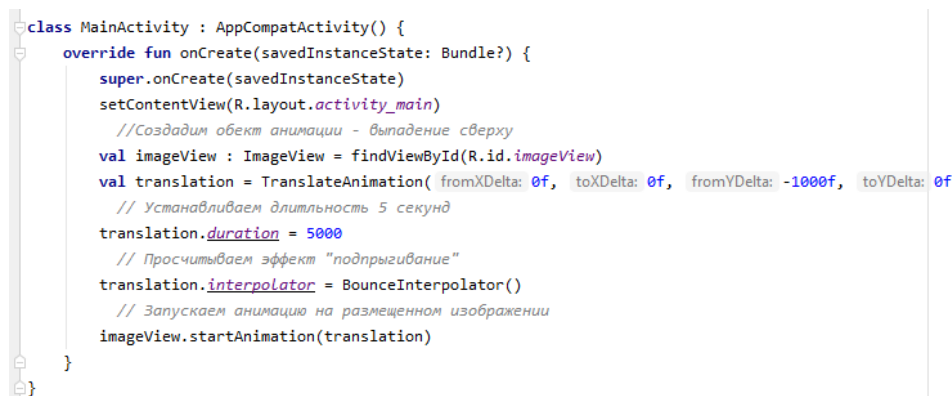 class MainActivity : AppCompatActivity() {
override fun onCreate(savedInstanceState: Bundle?) {
super.onCreate(savedInstanceState)
setContentView(R.layout.activity_main)
//Создадим обект анимации - выпадение сверху
val imageView : ImageView = findViewById(R.id.imageView)
val translation = TranslateAnimation( fromXDelta: 0f, toXDelta: 0f, fromYDelta: -1000f, toYDelta: 0f
// Устанавливаем длитльность 5 секунд
translation.duration = 5000
// Просчитываем эффект "подпрыгивание"
translation.interpolator = BounceInterpolator()
// Запускаем анимацию на размещенном изображении
imageView.startAnimation(translation)
}
}